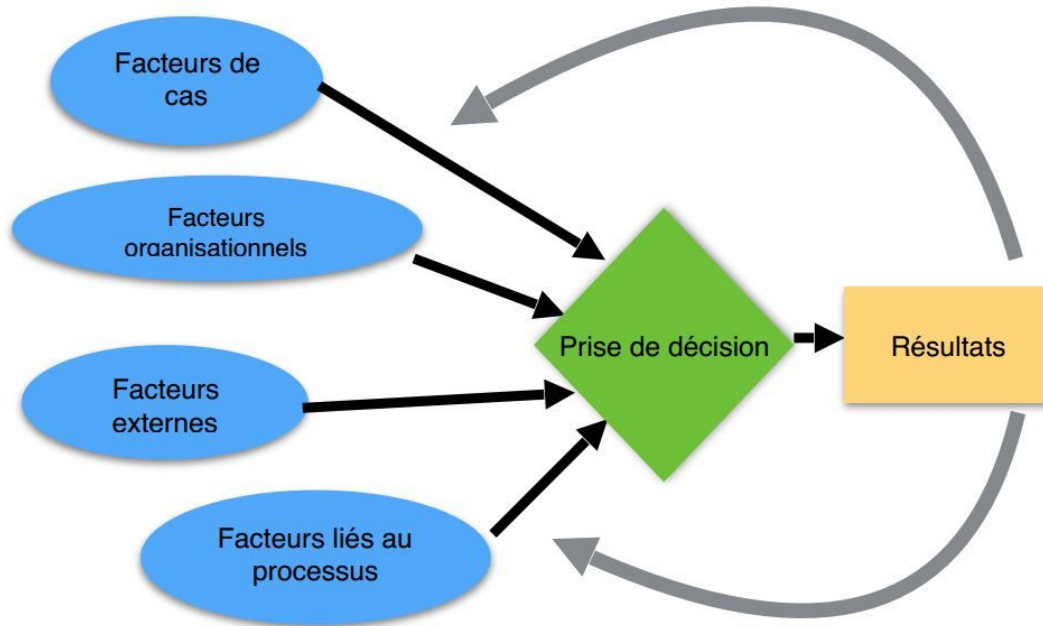 Facteurs de
cas
Facteurs
organisationnels
Facteurs
externes
Facteurs liés au
processus
Prise de décision
Résultats